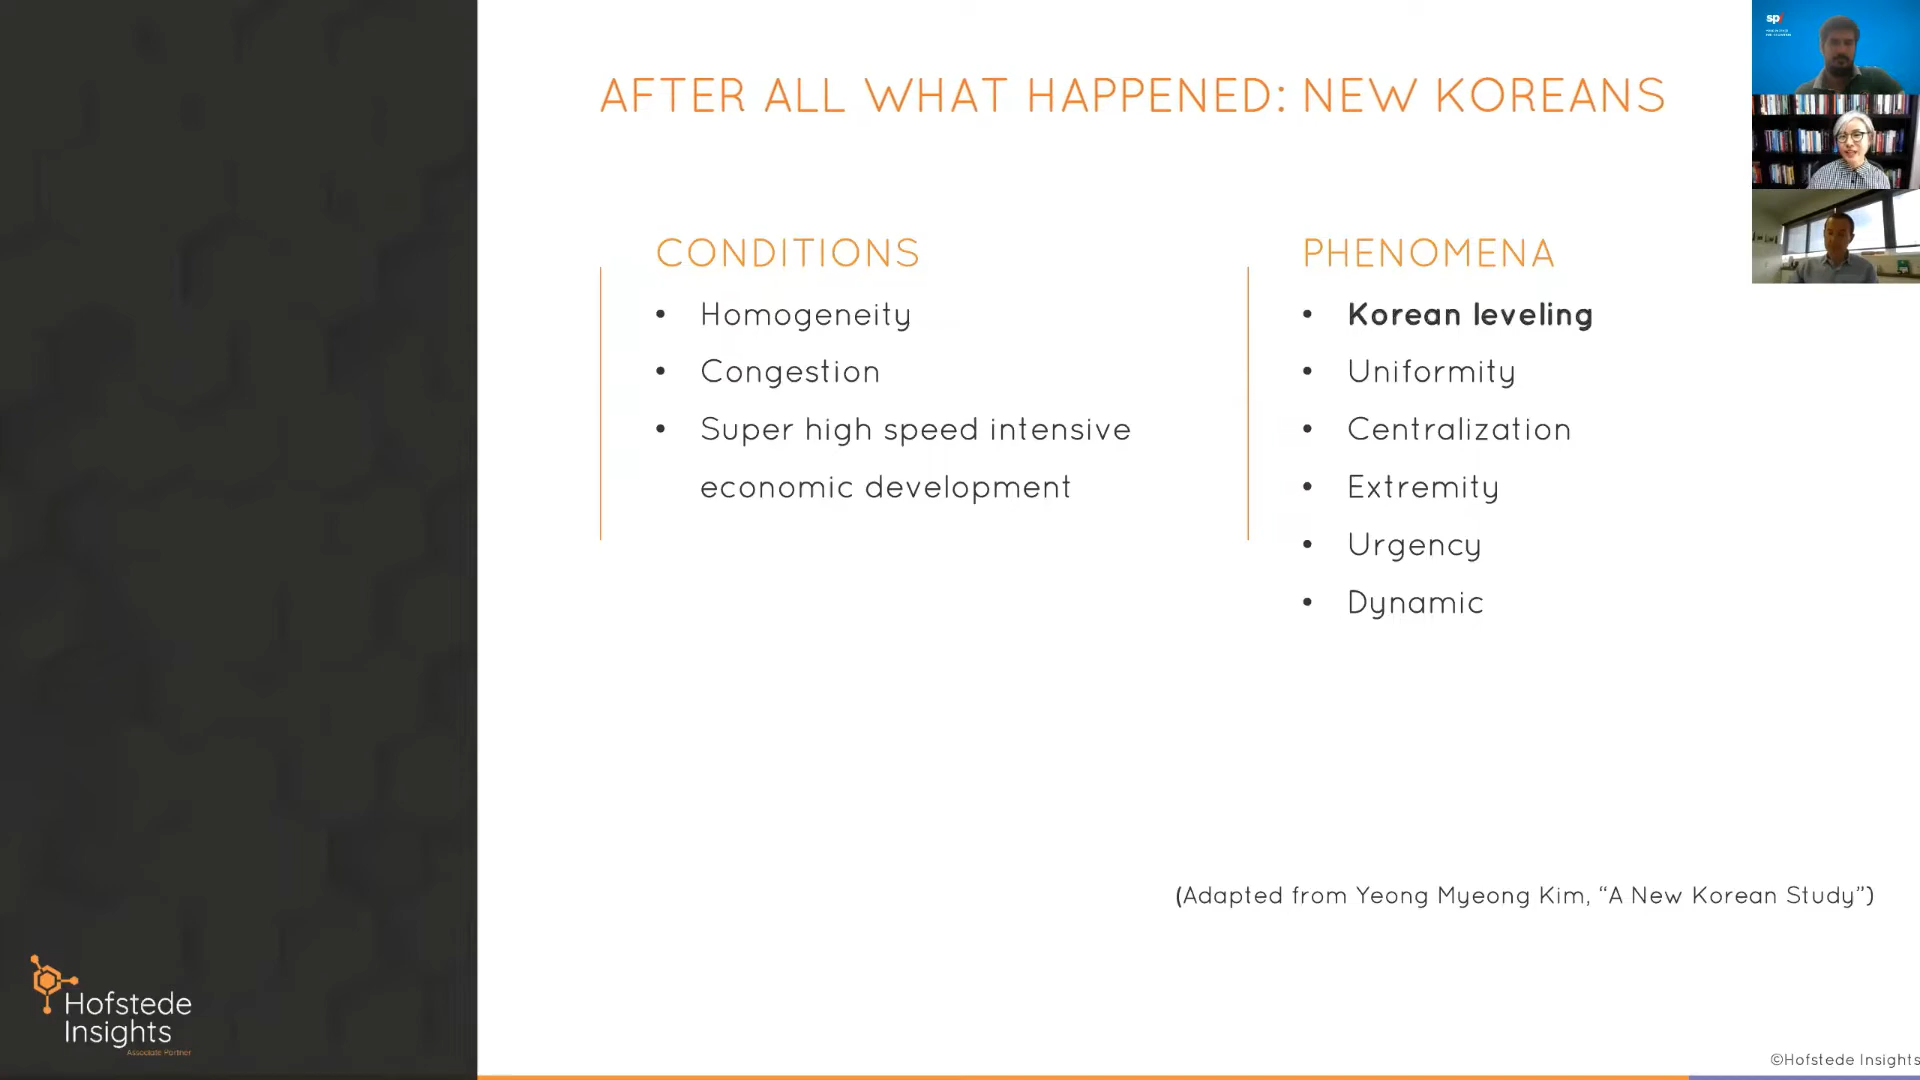 AFTER ALL WHAT HAPPENED: NEW KOREANS
CONDITIONS
• Homogeneity
• Congestion
• Super high speed intensive
economic development
PHENOMENA
• Korean leveling
• Uniformity
• Centralization
• Extremity
• Urgency
• Dynamic
(Adapted from Yeong Myeong Kim, “A New Korean Study”)
Hofstede
Insights
Associate Partner
©Hofstede Insights
spi